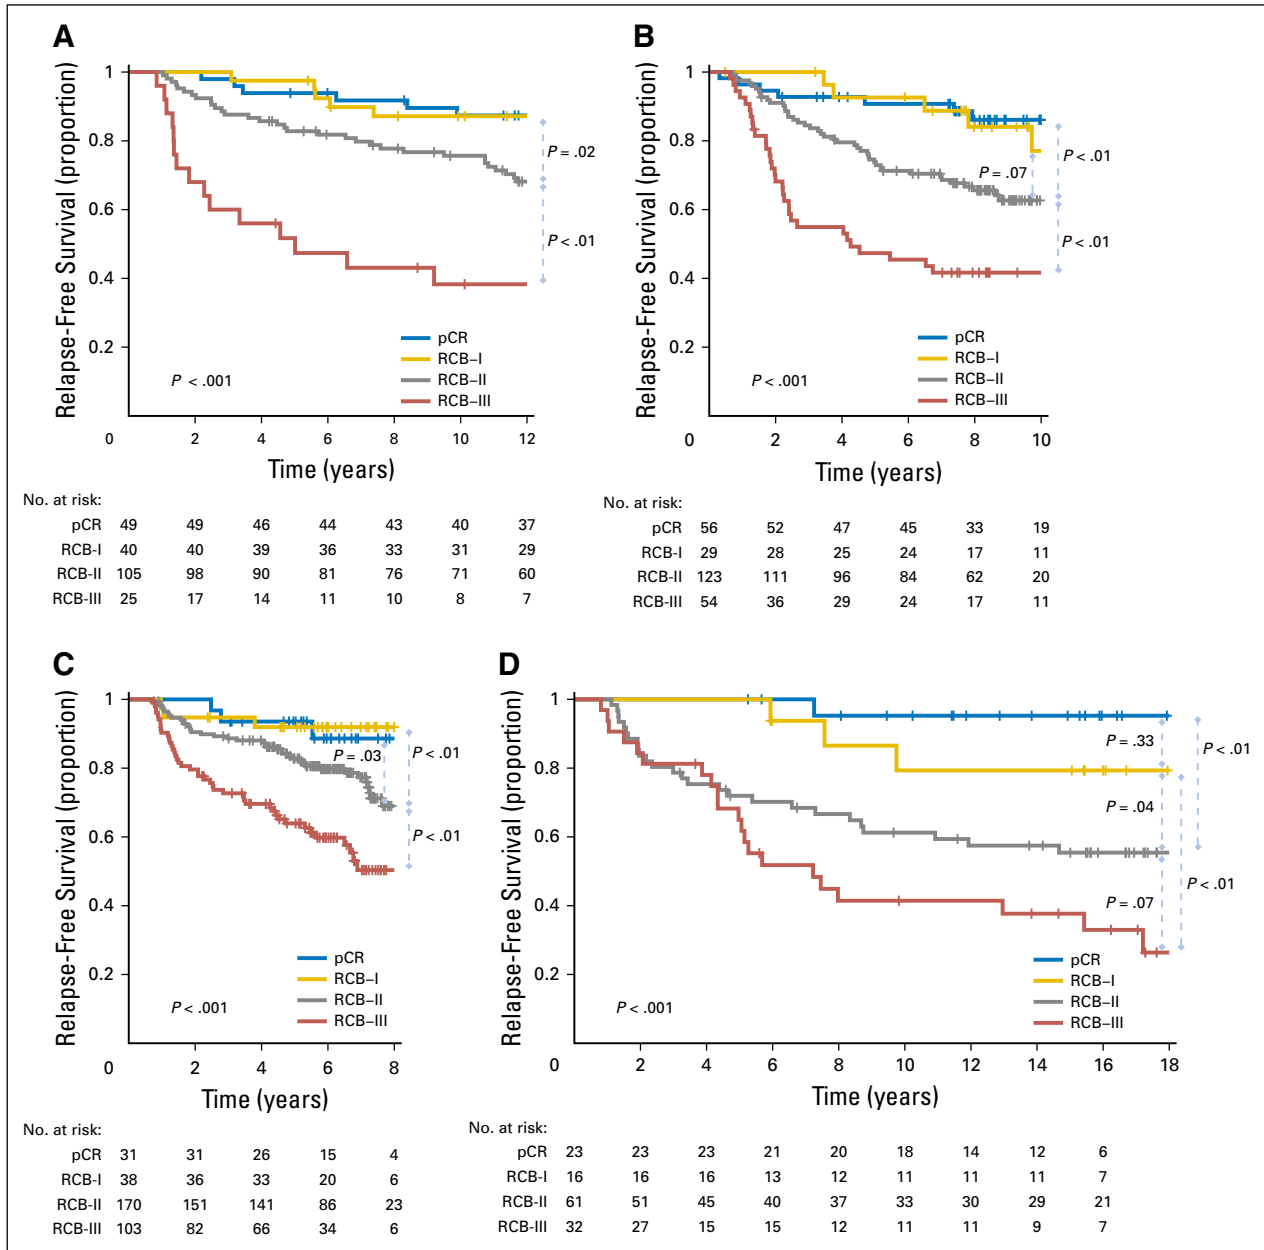 A
Relapse-Free Survival (proportion)
1
0.8
0.6
0.4
0.2
P = .02
P < .01
pCR
RCB–I
RCB–II
RCB–III
P < .001
0 2 4 6 8 10 12
Time (years)
No. at risk:
pCR 49 49 46 44 43 40 37
RCB-I 40 40 39 36 33 31 29
RCB-II 105 98 90 81 76 71 60
RCB-III 25 17 14 11 10 8 7
B
Relapse-Free Survival (proportion)
1
0.8
0.6
0.4
0.2
P < .01
P = .07
P < .01
pCR
RCB–I
RCB–II
RCB–III
P < .001
0 2 4 6 8 10
Time (years)
pCR 56 52 47 45 33 19
RCB-I 29 28 25 24 17 11
RCB-II 123 111 96 84 62 20
RCB-III 54 36 29 24 17 11
No. at risk:
C
Relapse-Free Survival (proportion)
1
0.8
0.6
0.4
0.2
P = .03
P < .01
P < .01
pCR
RCB–I
RCB–II
RCB–III
P < .001
0 2 4 6 8
Time (years)
No. at risk:
pCR 31 31 26 15 4
RCB-I 38 36 33 20 6
RCB-II 170 151 141 86 23
RCB-III 103 82 66 34 6
D
Relapse-Free Survival (proportion)
1
0.8
0.6
0.4
0.2
P = .33
P < .01
P = .04
P < .01
P = .07
pCR
RCB–I
RCB–II
RCB–III
P < .001
0 2 4 6 8 10 12 14 16 18
Time (years)
No. at risk:
pCR 23 23 23 21 20 18 14 12 6
RCB-I 16 16 16 13 12 11 11 11 7
RCB-II 61 51 45 40 37 33 30 29 21
RCB-III 32 27 15 15 12 11 11 9 7